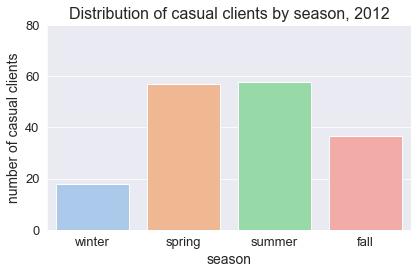 Distribution of casual clients by season, 2012
number of casual clients
80
60
40
20
0
winter spring summer fall
season